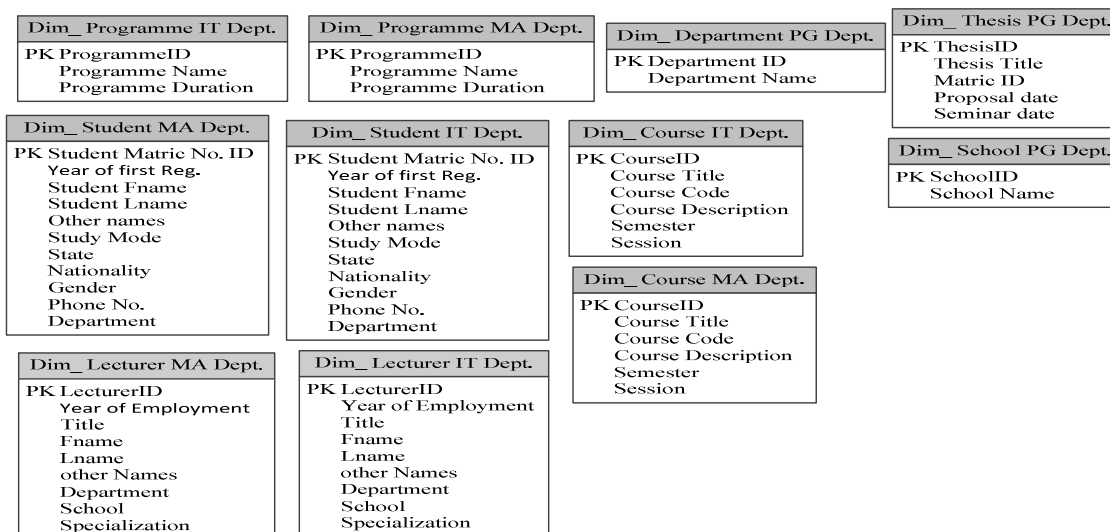 Dim_ Programme IT Dept.
PK ProgrammeID
Programme Name
Programme Duration
Dim_ Programme MA Dept.
PK ProgrammeID
Programme Name
Programme Duration
Dim_ Department PG Dept.
PK Department ID
Department Name
Dim_ Thesis PG Dept.
PK ThesisID
Thesis Title
Matric ID
Proposal date
Seminar date
Dim_ Student MA Dept.
PK Student Matric No. ID
Year of first Reg.
Student Fname
Student Lname
Other names
Study Mode
State
Nationality
Gender
Phone No.
Department
Dim_ Student IT Dept.
PK Student Matric No. ID
Year of first Reg.
Student Fname
Student Lname
Other names
Study Mode
State
Nationality
Gender
Phone No.
Department
Dim_ Course IT Dept.
PK CourseID
Course Title
Course Code
Course Description
Semester
Session
Dim_ School PG Dept.
PK SchoolID
School Name
Dim_ Course MA Dept.
PK CourseID
Course Title
Course Code
Course Description
Semester
Session
Dim_ Lecturer MA Dept.
PK LecturerID
Year of Employment
Title
Fname
Lname
other Names
Department
School
Specialization
Dim_ Lecturer IT Dept.
PK LecturerID
Year of Employment
Title
Fname
Lname
other Names
Department
School
Specialization